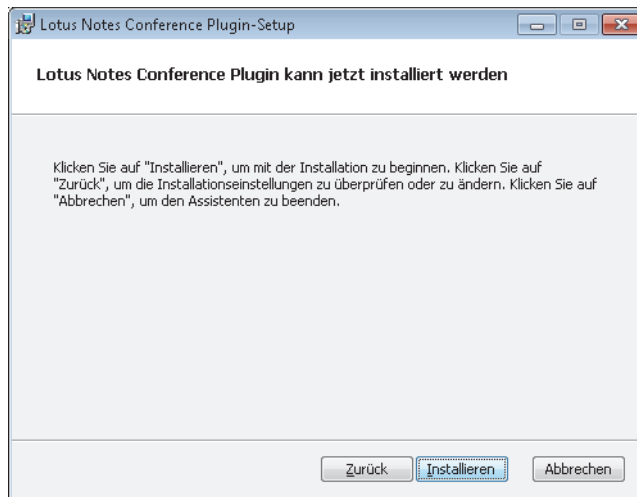 Lotus Notes Conference Plugin-Setup
Lotus Notes Conference Plugin kann jetzt installiert werden
Klicken Sie auf "Installieren", um mit der Installation zu beginnen. Klicken Sie auf
"Zurück", um die Installationseinstellungen zu überprüfen oder zu ändern. Klicken Sie auf
"Abbrechen", um den Assistenten zu beenden.
Zurück Installieren Abbrechen